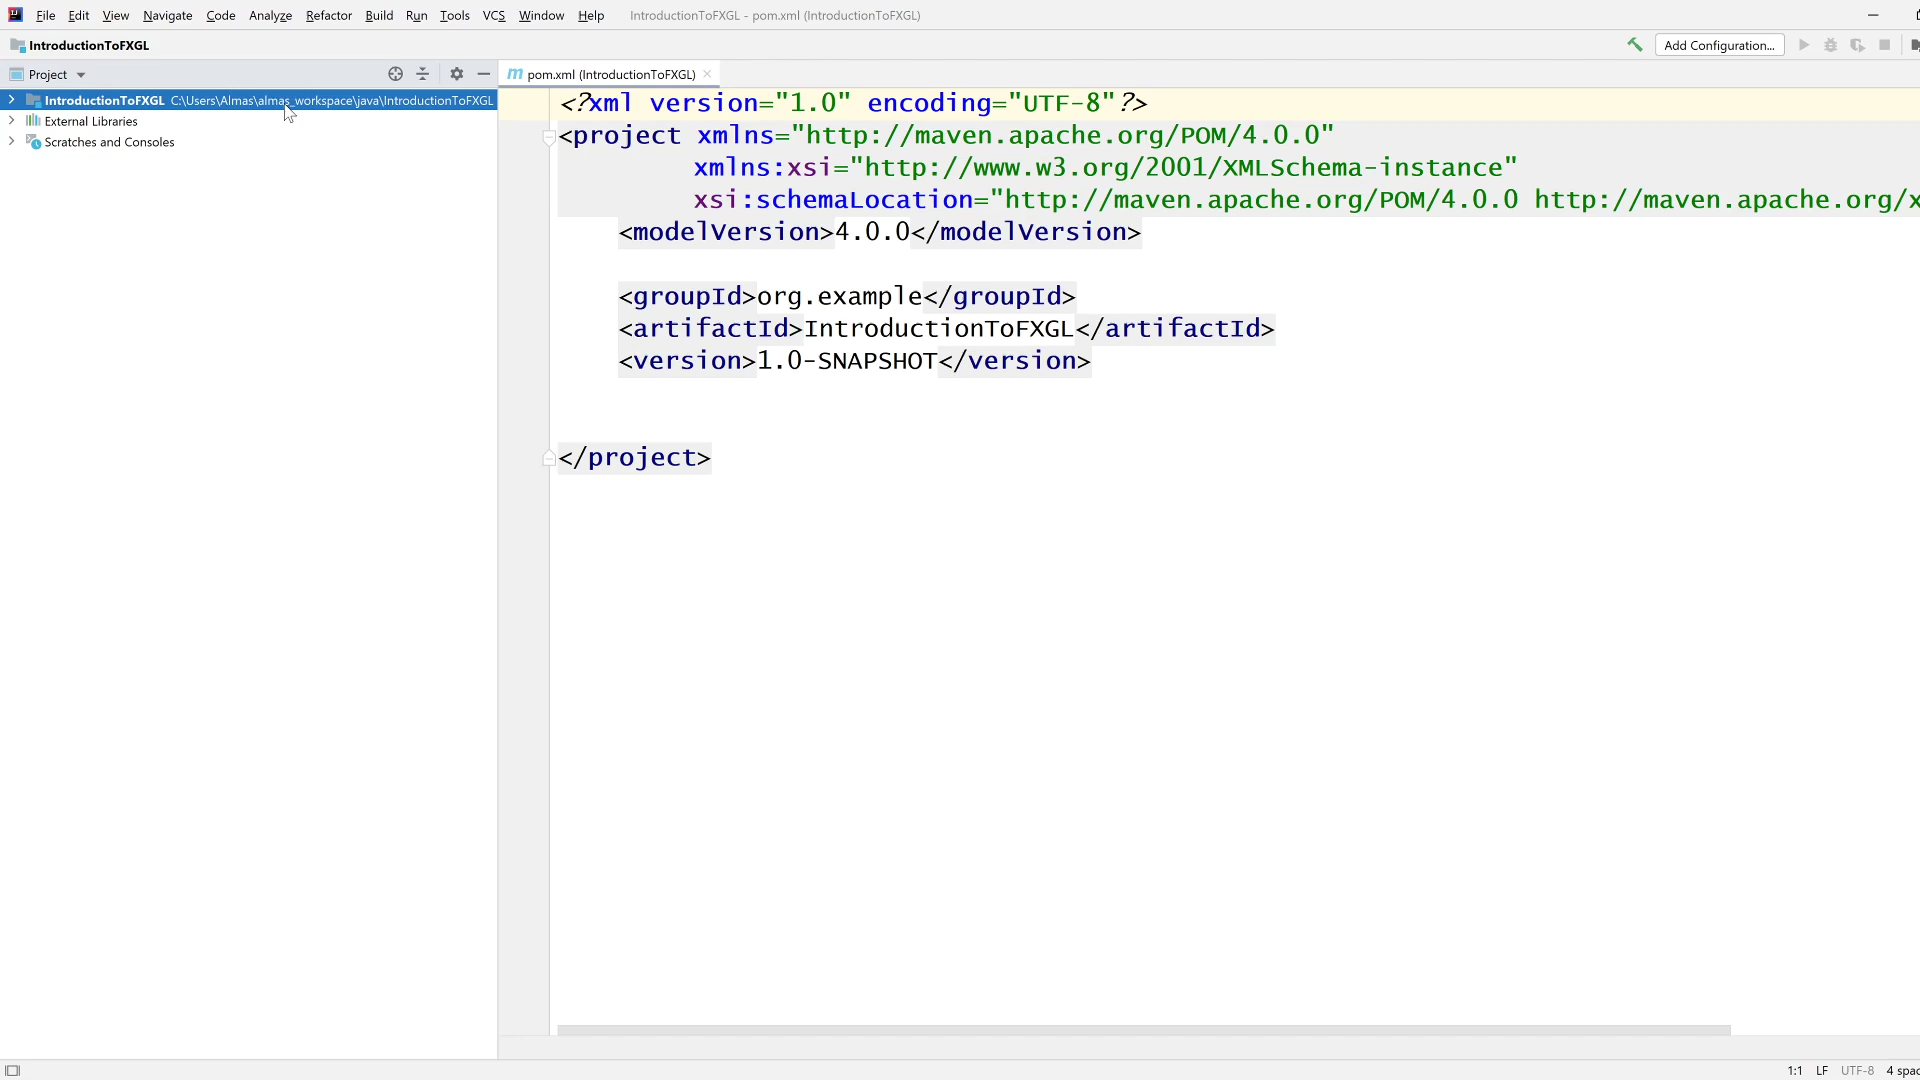 File Edit View Navigate Code Analyze Refactor Build Run Tools VCS Window Help IntroductionToFXGL - pom.xml (IntroductionToFXGL)
IntroductionToFXGL
Add Configuration...
Project
pom.xml (IntroductionToFXGL)
IntroductionToFXGL C:\Users\Almas\almas_workspace\java\IntroductionToFXGL
External Libraries
Scratches and Consoles
<?xml version="1.0" encoding="UTF-8"?>
<project xmlns="http://maven.apache.org/POM/4.0.0"
xmlns:xsi="http://www.w3.org/2001/XMLSchema-instance"
xsi:schemaLocation="http://maven.apache.org/POM/4.0.0 http://maven.apache.org/x
<modelVersion>4.0.0</modelVersion>
<groupId>org.example</groupId>
<artifactId>IntroductionToFXGL</artifactId>
<version>1.0-SNAPSHOT</version>
</project>
1:1 LF UTF-8 4 spac